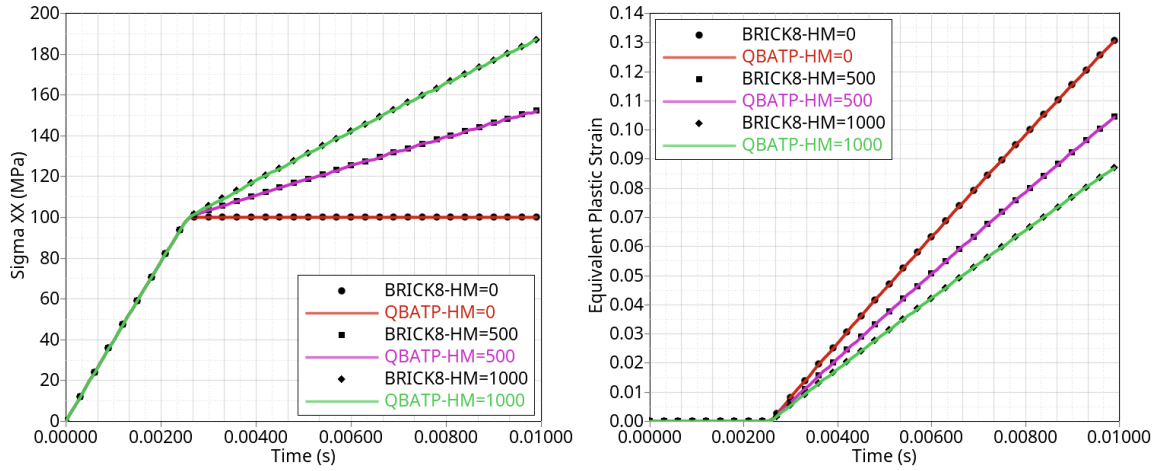 Sigma XX (MPa)
200
180
160
140
120
100
80
60
40
20
0
BRICK8-HM=0
QBATP-HM=0
BRICK8-HM=500
QBATP-HM=500
BRICK8-HM=1000
QBATP-HM=1000
0.00000 0.00200 0.00400 0.00600 0.00800 0.01000
Time (s)
Equivalent Plastic Strain
0.14
0.13
0.12
0.11
0.10
0.09
0.08
0.07
0.06
0.05
0.04
0.03
0.02
0.01
0.00
BRICK8-HM=0
QBATP-HM=0
BRICK8-HM=500
QBATP-HM=500
BRICK8-HM=1000
QBATP-HM=1000
0.00000 0.00200 0.00400 0.00600 0.00800 0.01000
Time (s)